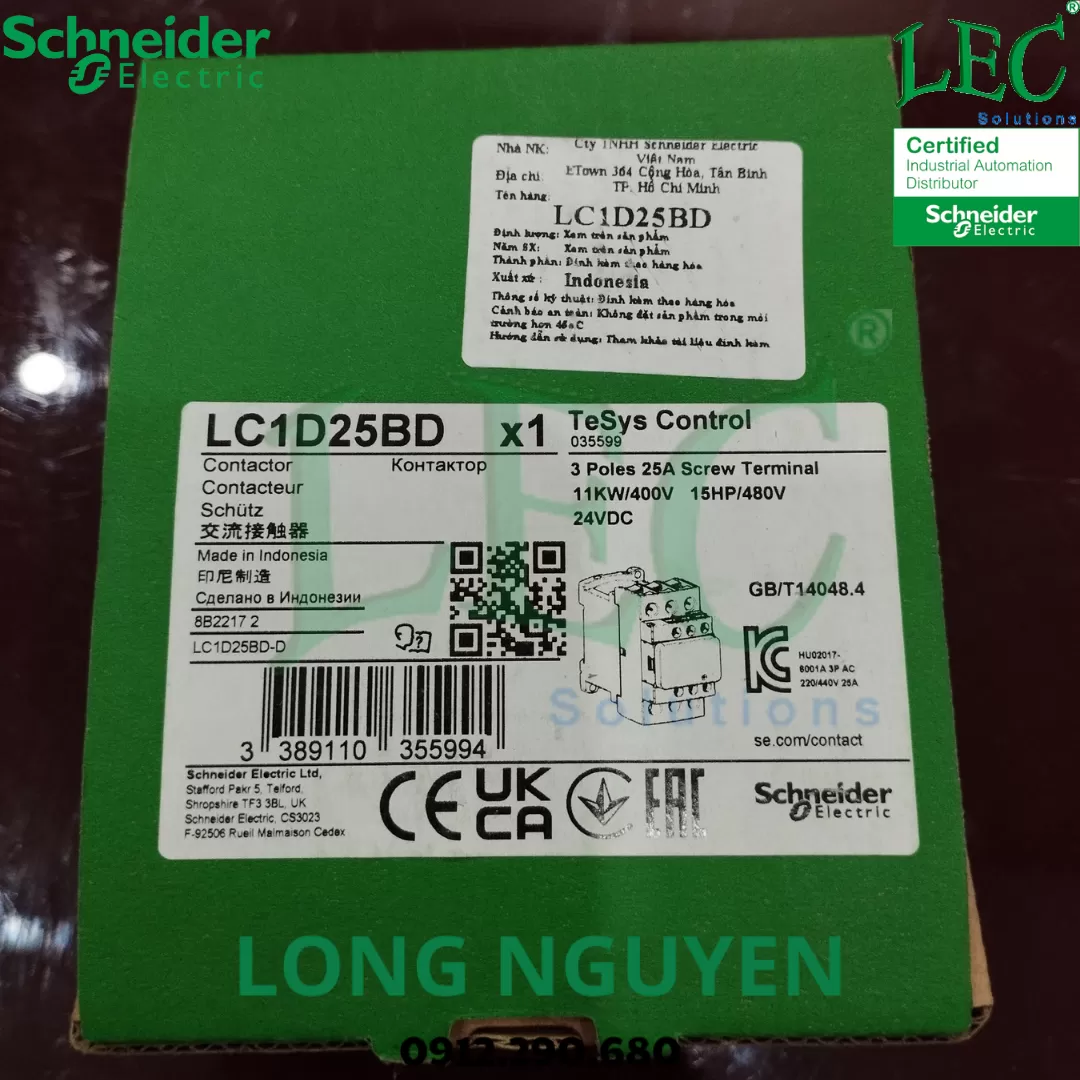 Schneider
Electric
LEC®
Solutions
Certified
Industrial Automation
Distributor
Schneider
Electric
Nhà NK: Cty TNHH Schneider Electric
Việt Nam
Địa chỉ: ETown 364 Cộng Hòa, Tân Bình
TP. Hồ Chí Minh
Tên hàng:
LC1D25BD
Định lượng: Xem trên sản phẩm
Năm SX: Xem trên sản phẩm
Thành phần: Đính kèm theo hàng hóa
Xuất xứ : Indonesia
Thông số kỹ thuật: Đính kèm theo hàng hóa
Cảnh báo an toàn: Không đặt sản phẩm trong môi
trường hơn 46oC
Hướng dẫn sử dụng: Tham khảo tài liệu đính kèm
LEC®
Solutions
LC1D25BD x1
TeSys Control
035599
Contactor Контактор
Contacteur
Schütz
交流接触器
3 Poles 25A Screw Terminal
11KW/400V 15HP/480V
24VDC
Made in Indonesia
印尼制造
Сделано в Индонезии
8B2217 2
LC1D25BD-D
GB/T14048.4
HU02017-
6001A 3P AC
220/440V 25A
se.com/contact
3 389110 355994
Schneider Electric Ltd,
Stafford Pakr 5, Telford,
Shropshire TF3 3BL, UK
Schneider Electric, CS3023
F-92506 Rueil Malmaison Cedex
CE
UK
CA
EAC
Schneider
Electric
LONG NGUYEN
0912.290.680